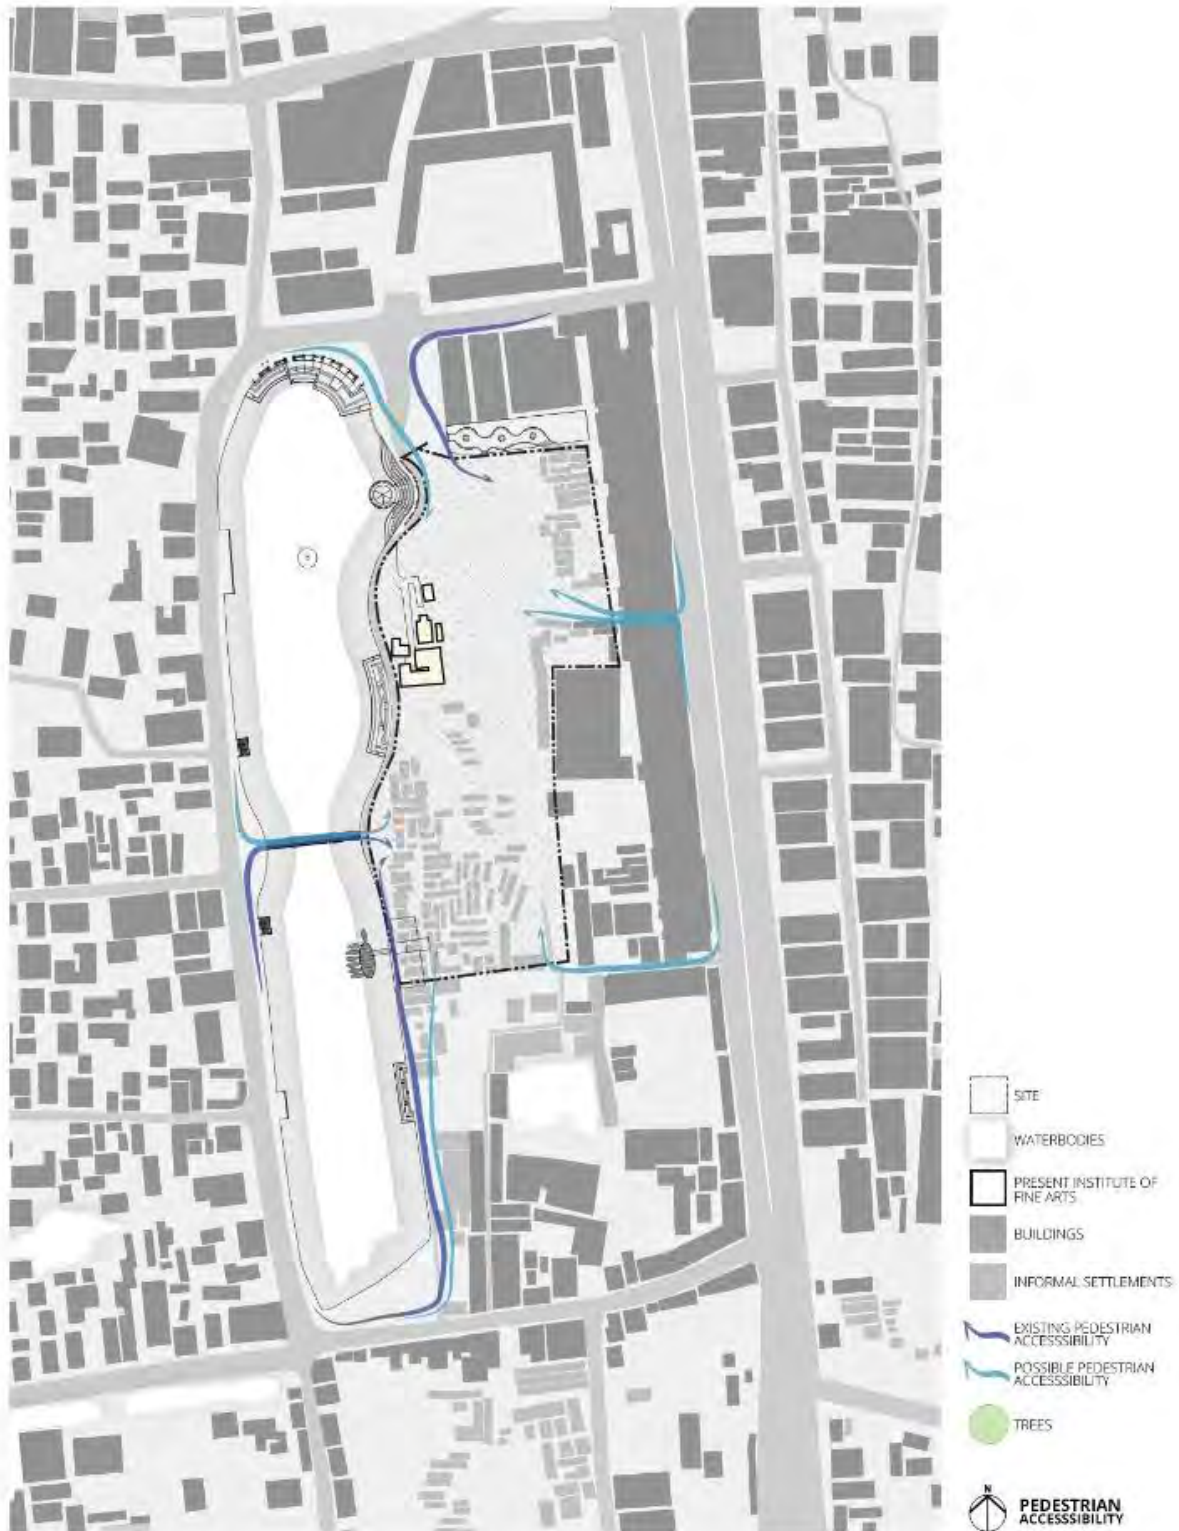 SITE
WATERBODIES
PRESENT INSTITUTE OF
FINE ARTS
BUILDINGS
INFORMAL SETTLEMENTS
EXISTING PEDESTRIAN
ACCESSSIBILITY
POSSIBLE PEDESTRIAN
ACCESSSIBILITY
TREES
N
PEDESTRIAN
ACCESSSIBILITY